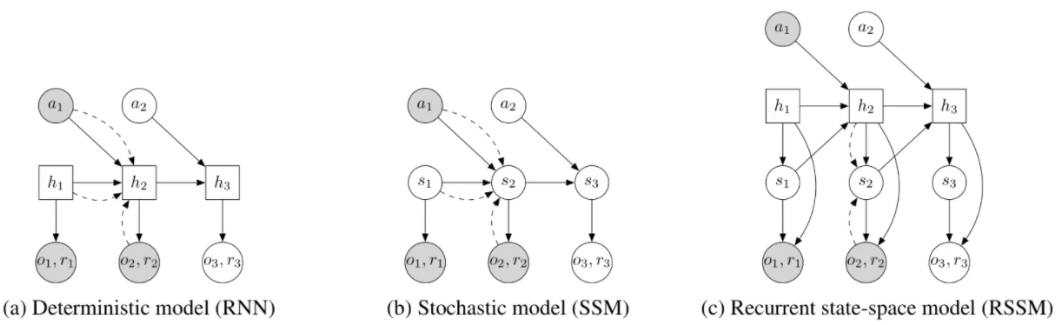 a₁ a₂
h₁ h₂ h₃
o₁, r₁ o₂, r₂ o₃, r₃
(a) Deterministic model (RNN)
a₁ a₂
s₁ s₂ s₃
o₁, r₁ o₂, r₂ o₃, r₃
(b) Stochastic model (SSM)
a₁ a₂
h₁ h₂ h₃
s₁ s₂ s₃
o₁, r₁ o₂, r₂ o₃, r₃
(c) Recurrent state-space model (RSSM)